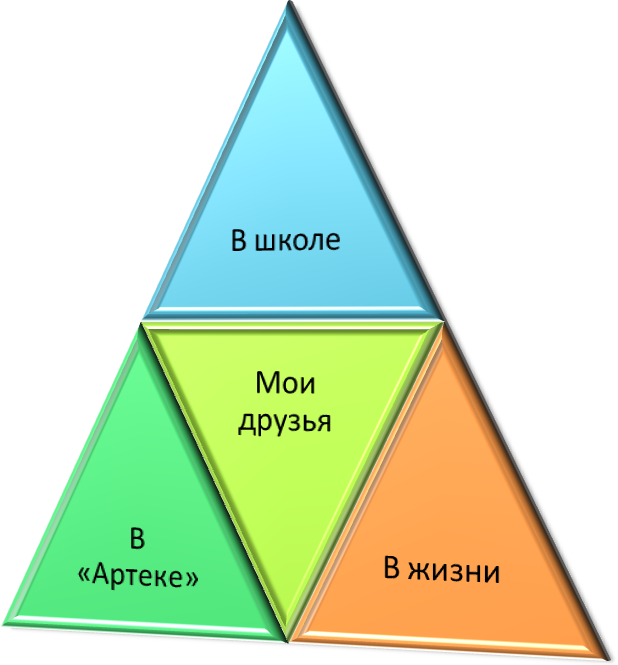 В школе
Мои
друзья
В
«Артеке»
В жизни